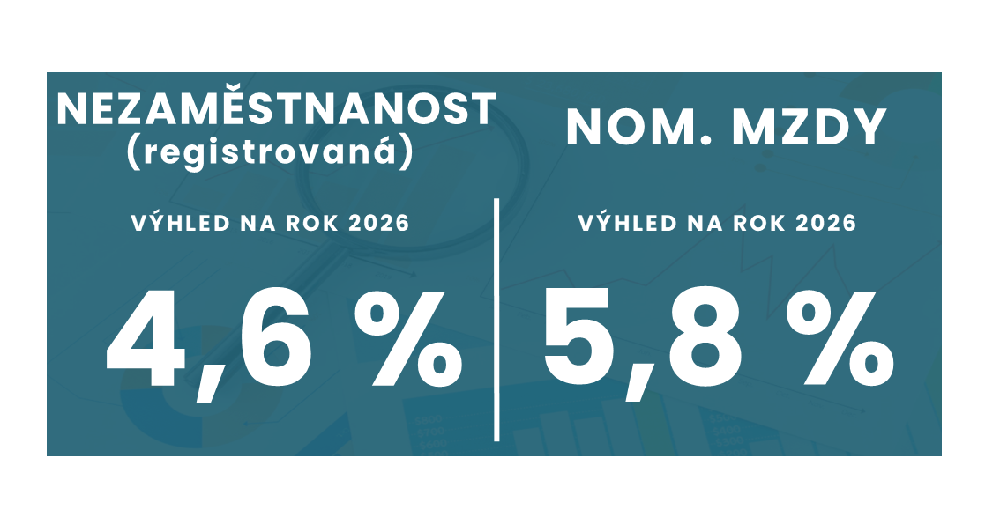 NEZAMĚSTNANOST
(registrovaná)
VÝHLED NA ROK 2026
4,6 %
NOM. MZDY
VÝHLED NA ROK 2026
5,8 %